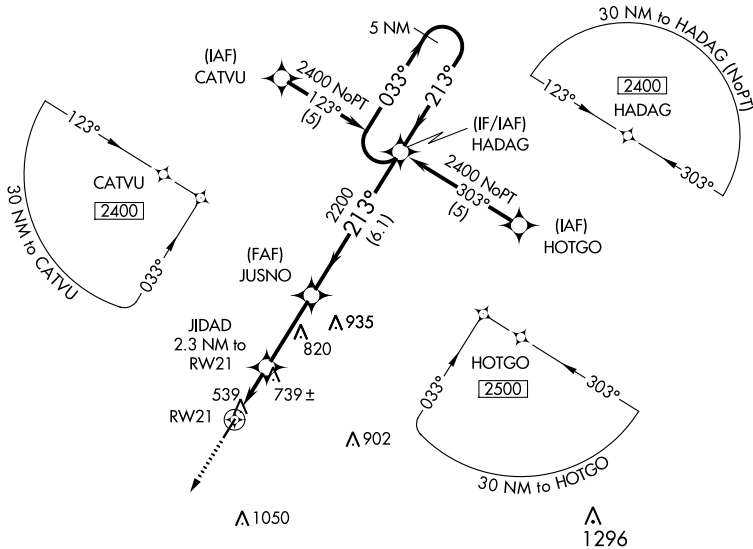 5 NM
30 NM to HADAG (NoPT)
(IAF)
CATVU
2400 NoPT
123°
(5)
033°
213°
2400
HADAG
123°
303°
(IF/IAF)
HADAG
123°
CATVU
2400
033°
30 NM to CATVU
2200
213°
(6.1)
2400 NoPT
303°
(5)
(IAF)
HOTGO
(FAF)
JUSNO
935
820
JIDAD
2.3 NM to
RW21
539
739 ±
RW21
HOTGO
2500
033°
303°
30 NM to HOTGO
902
1050
1296